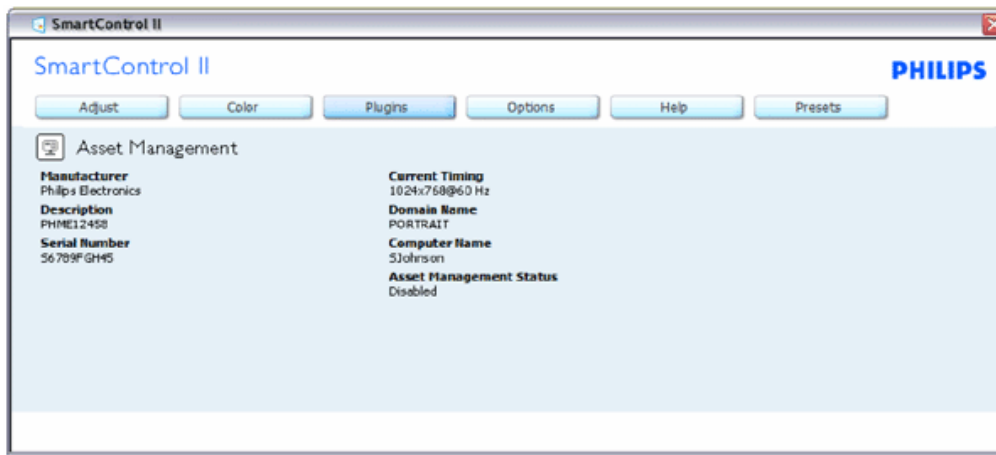 SmartControl II
SmartControl II
PHILIPS
Adjust Color Plugins Options Help Presets
Asset Management
Manufacturer
Philips Electronics
Description
PHME12458
Serial Number
56789FGH45
Current Timing
1024x768@60 Hz
Domain Name
PORTRAIT
Computer Name
SJohnson
Asset Management Status
Disabled